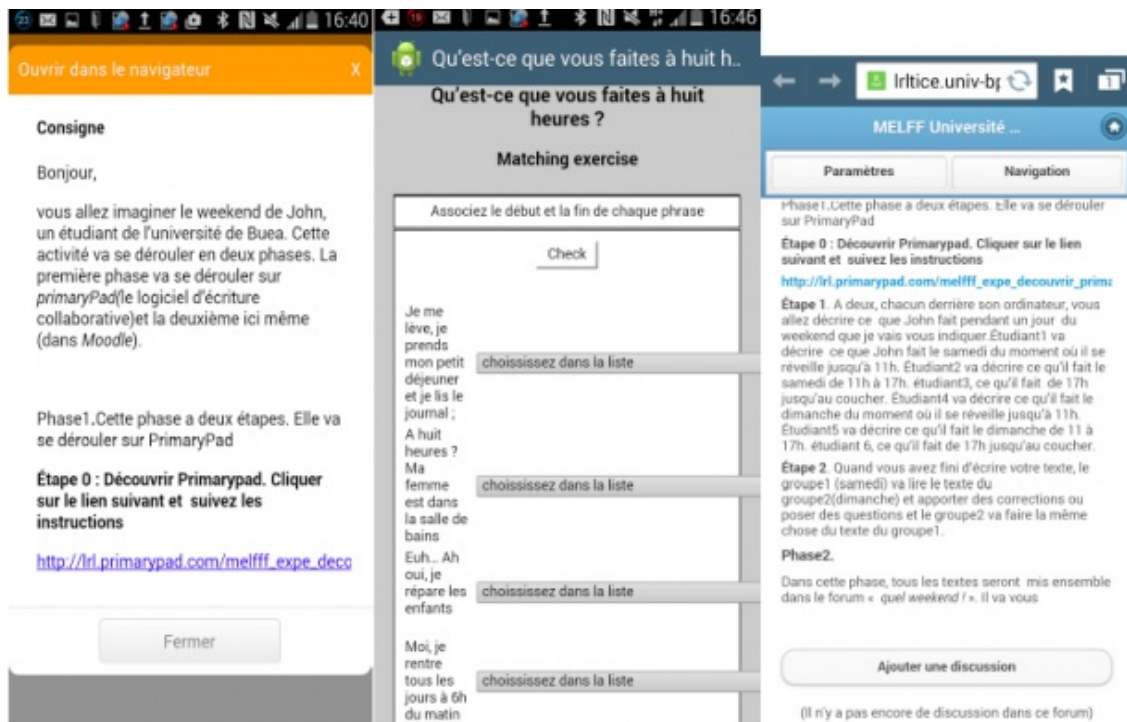 23
16:40
Ouvrir dans le navigateur X
Consigne
Bonjour,
vous allez imaginer le weekend de John,
un étudiant de l'université de Buea. Cette
activité va se dérouler en deux phases. La
première phase va se dérouler sur
primaryPad(le logiciel d'écriture
collaborative)et la deuxième ici même
(dans Moodle).
Phase1.Cette phase a deux étapes. Elle va
se dérouler sur PrimaryPad
Étape 0 : Découvrir Primarypad. Cliquer
sur le lien suivant et suivez les
instructions
http://lrl.primarypad.com/melfff_expe_deco
Fermer
16:46
Qu'est-ce que vous faites à huit h..
Qu'est-ce que vous faites à huit
heures ?
Matching exercise
Associez le début et la fin de chaque phrase
Check
Je me
lève, je
prends
mon petit
déjeuner
et je lis le
journal ;
choississez dans la liste
A huit
heures ?
Ma
femme
est dans
la salle de
bains
choississez dans la liste
Euh... Ah
oui, je
répare les
enfants
choississez dans la liste
Moi, je
rentre
tous les
jours à 6h
du matin
choississez dans la liste
lrltice.univ-bp
1
MELFF Université ...
Paramètres
Navigation
Phase1.Cette phase a deux étapes. Elle va se dérouler
sur PrimaryPad
Étape 0 : Découvrir Primarypad. Cliquer sur le lien
suivant et suivez les instructions
http://lrl.primarypad.com/melfff_expe_decouvrir_prima
Étape 1. A deux, chacun derrière son ordinateur, vous
allez décrire ce que John fait pendant un jour du
weekend que je vais vous indiquer.Étudiant1 va
décrire ce que John fait le samedi du moment où il se
réveille jusqu'à 11h. Étudiant2 va décrire ce qu'il fait le
samedi de 11h à 17h. étudiant3, ce qu'il fait de 17h
jusqu'au coucher. Étudiant4 va décrire ce qu'il fait le
dimanche du moment où il se réveille jusqu'à 11h.
Étudiant5 va décrire ce qu'il fait le dimanche de 11 à
17h. étudiant 6, ce qu'il fait de 17h jusqu'au coucher.
Étape 2. Quand vous avez fini d'écrire votre texte, le
groupe1 (samedi) va lire le texte du
groupe2(dimanche) et apporter des corrections ou
poser des questions et le groupe2 va faire la même
chose du texte du groupe1.
Phase2.
Dans cette phase, tous les textes seront mis ensemble
dans le forum « quel weekend ! ». Il va vous
Ajouter une discussion
(Il n'y a pas encore de discussion dans ce forum)